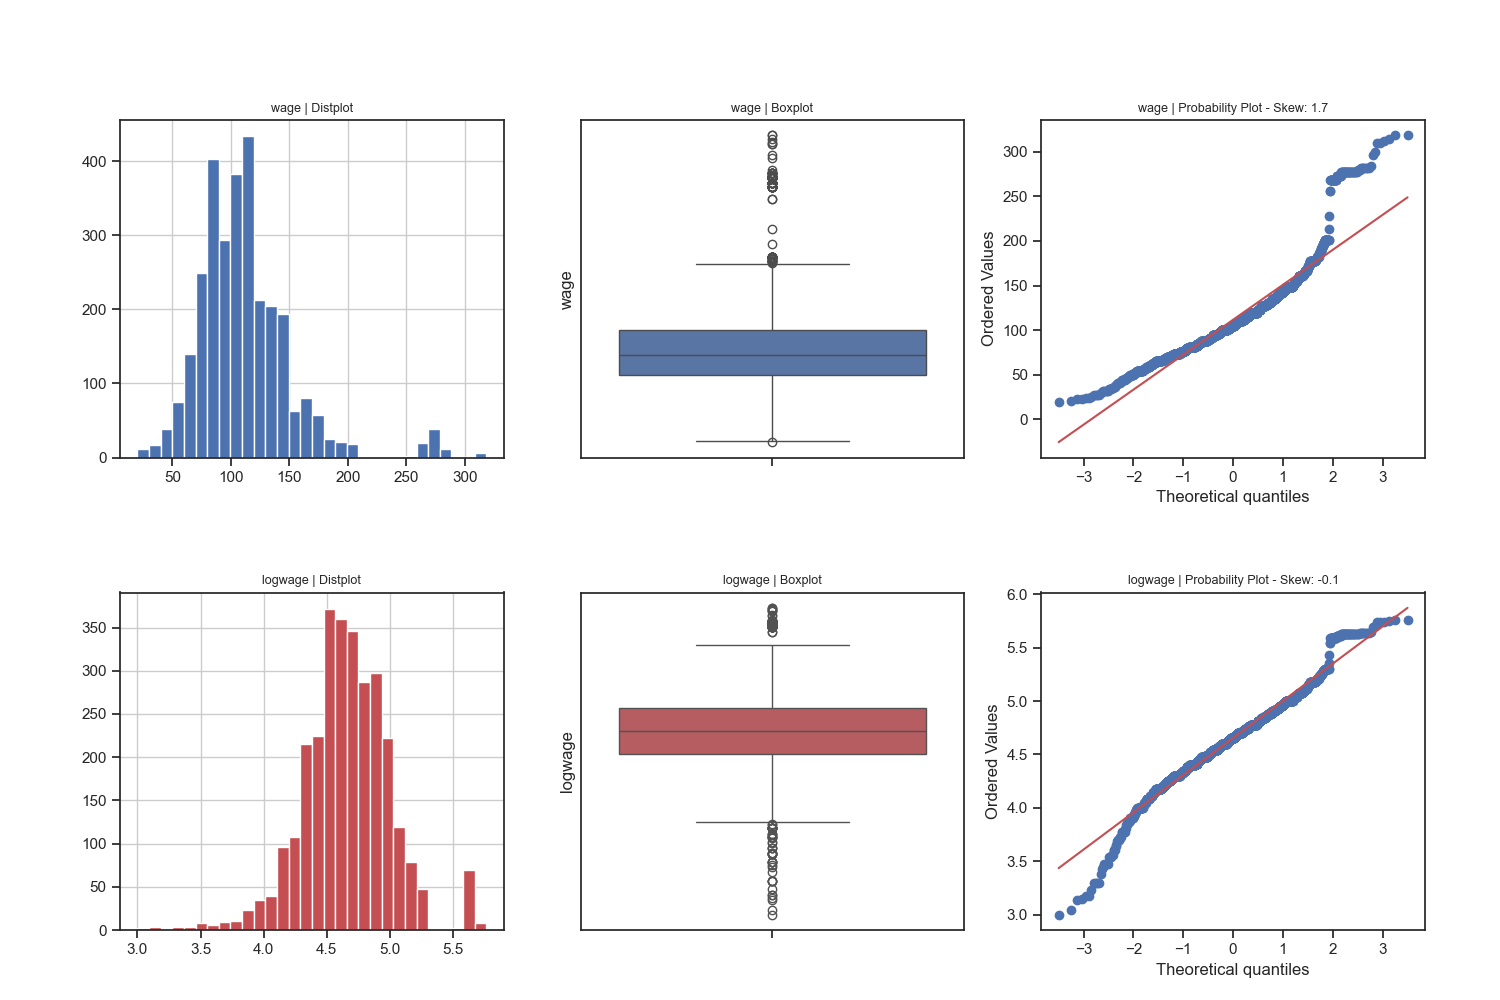 wage | Distplot
400
300
200
100
0
50 100 150 200 250 300
wage | Boxplot
wage
wage | Probability Plot - Skew: 1.7
300
250
200
150
100
50
0
Ordered Values
−3 −2 −1 0 1 2 3
Theoretical quantiles
logwage | Distplot
350
300
250
200
150
100
50
0
3.0 3.5 4.0 4.5 5.0 5.5
logwage | Boxplot
logwage
logwage | Probability Plot - Skew: -0.1
6.0
5.5
5.0
4.5
4.0
3.5
3.0
Ordered Values
−3 −2 −1 0 1 2 3
Theoretical quantiles